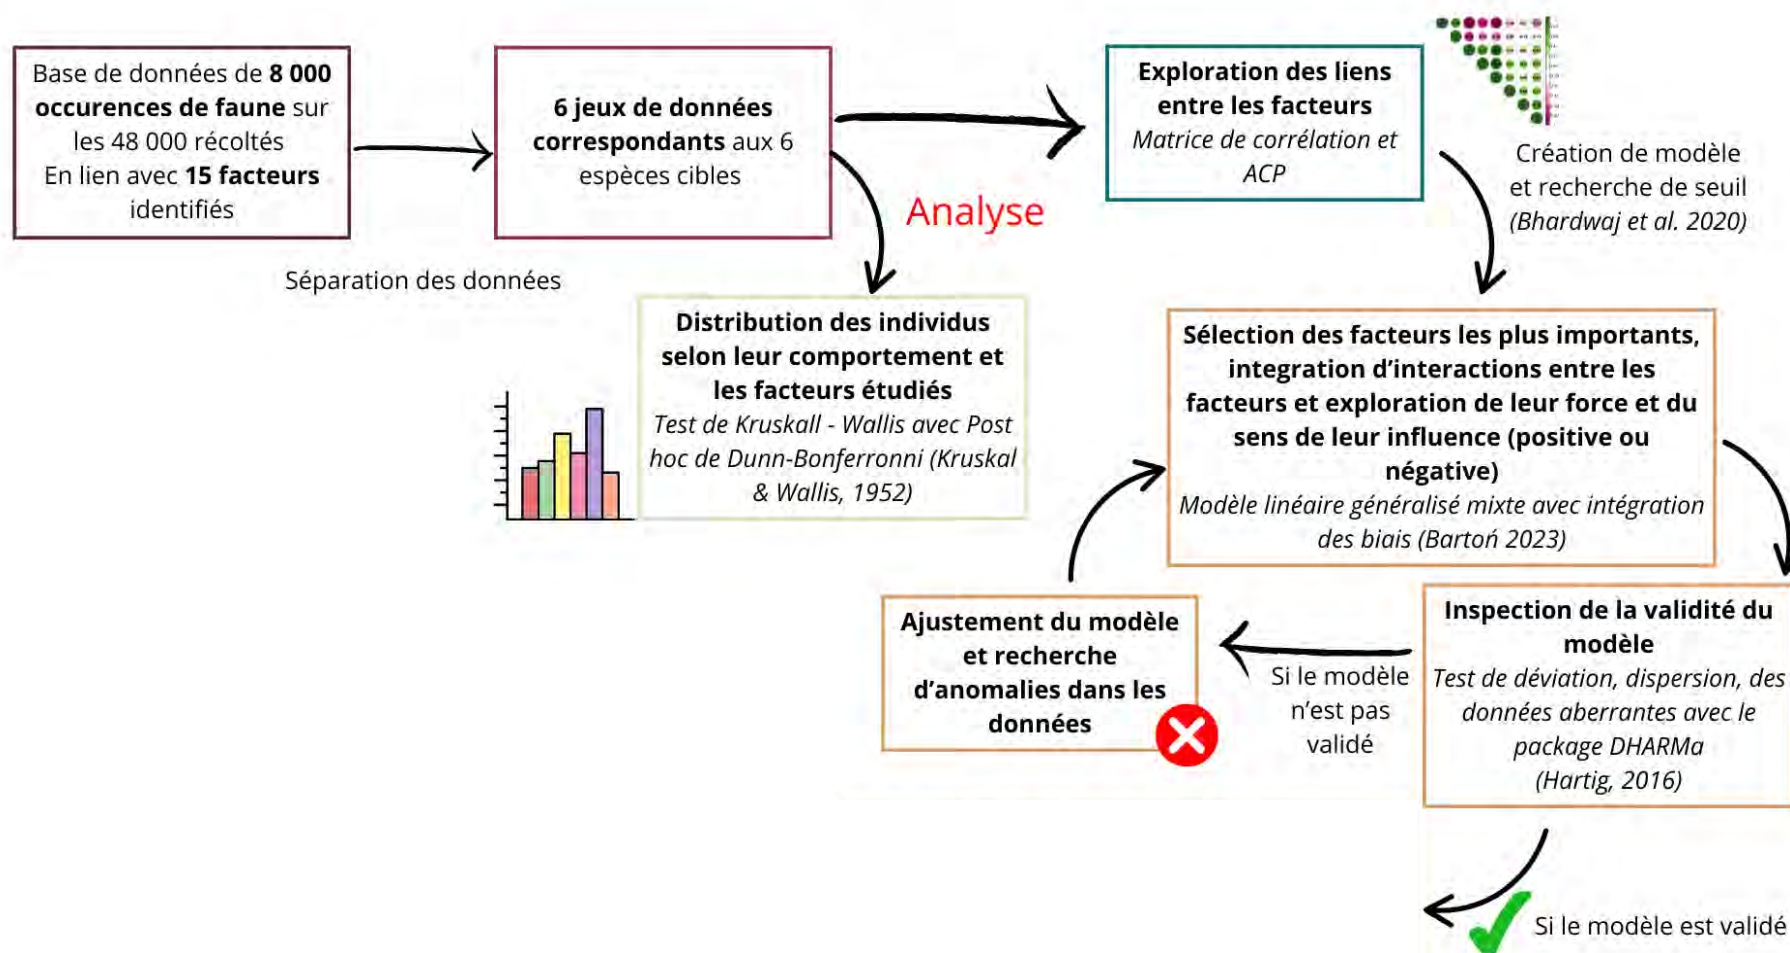 Base de données de 8 000
occurences de faune sur
les 48 000 récoltés
En lien avec 15 facteurs
identifiés
6 jeux de données
correspondants aux 6
espèces cibles
Exploration des liens
entre les facteurs
Matrice de corrélation et
ACP
Création de modèle
et recherche de seuil
(Bhardwaj et al. 2020)
Analyse
Séparation des données
Distribution des individus
selon leur comportement et
les facteurs étudiés
Test de Kruskall - Wallis avec Post
hoc de Dunn-Bonferronni (Kruskal
& Wallis, 1952)
Sélection des facteurs les plus importants,
integration d’interactions entre les
facteurs et exploration de leur force et du
sens de leur influence (positive ou
négative)
Modèle linéaire généralisé mixte avec intégration
des biais (Bartoń 2023)
Ajustement du modèle
et recherche
d’anomalies dans les
données
Si le modèle
n’est pas
validé
Inspection de la validité du
modèle
Test de déviation, dispersion, des
données aberrantes avec le
package DHARMa
(Hartig, 2016)
Si le modèle est validé